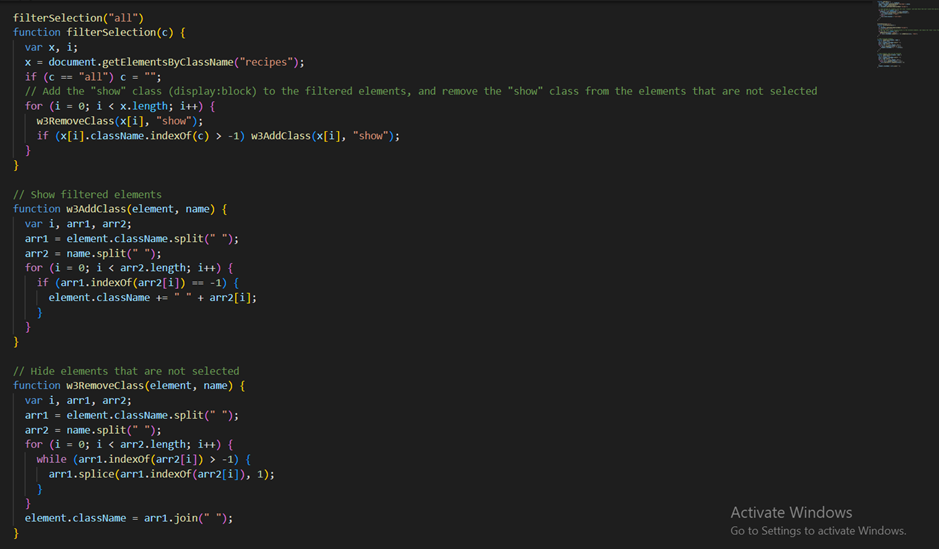 filterSelection("all")
function filterSelection(c) {
  var x, i;
  x = document.getElementsByClassName("recipes");
  if (c == "all") c = "";
  // Add the "show" class (display:block) to the filtered elements, and remove the "show" class from the elements that are not selected
  for (i = 0; i < x.length; i++) {
    w3RemoveClass(x[i], "show");
    if (x[i].className.indexOf(c) > -1) w3AddClass(x[i], "show");
  }
}

// Show filtered elements
function w3AddClass(element, name) {
  var i, arr1, arr2;
  arr1 = element.className.split(" ");
  arr2 = name.split(" ");
  for (i = 0; i < arr2.length; i++) {
    if (arr1.indexOf(arr2[i]) == -1) {
      element.className += " " + arr2[i];
    }
  }
}

// Hide elements that are not selected
function w3RemoveClass(element, name) {
  var i, arr1, arr2;
  arr1 = element.className.split(" ");
  arr2 = name.split(" ");
  for (i = 0; i < arr2.length; i++) {
    while (arr1.indexOf(arr2[i]) > -1) {
      arr1.splice(arr1.indexOf(arr2[i]), 1);
    }
  }
  element.className = arr1.join(" ");
}
Activate Windows
Go to Settings to activate Windows.